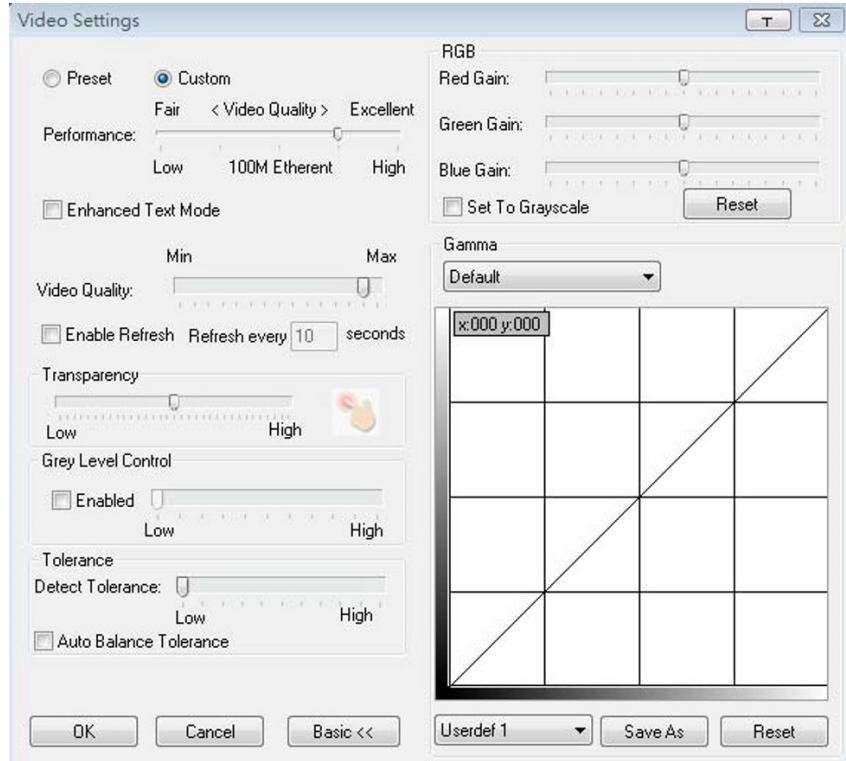 Video Settings
T
Preset
Custom
Fair < Video Quality > Excellent
Performance:
Low 100M Etherent High
Enhanced Text Mode
Min Max
Video Quality:
Enable Refresh Refresh every 10 seconds
Transparency
Low High
Grey Level Control
Enabled
Low High
Tolerance
Detect Tolerance:
Low High
Auto Balance Tolerance
OK Cancel Basic <<
RGB
Red Gain:
Green Gain:
Blue Gain:
Set To Grayscale Reset
Gamma
Default
x:000 y:000
Userdef 1 Save As Reset